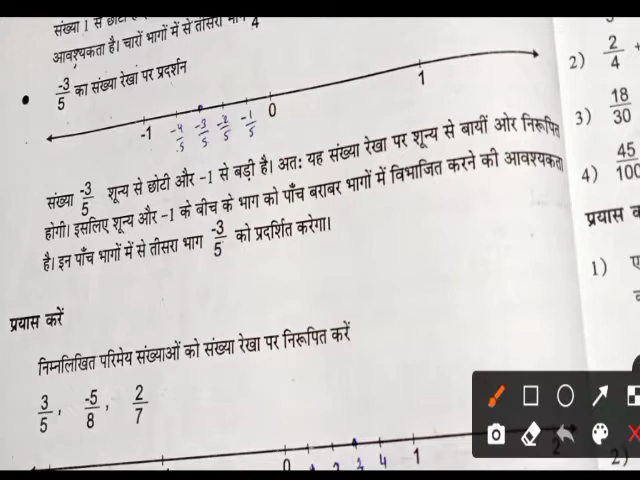 संख्या 1 से छोटी
आवश्यकता है। चारों भागों में से तीसरा
4
-3/5 का संख्या रेखा पर प्रदर्शन
-1 -4/5 -3/5 -2/5 -1/5 0 1
संख्या -3/5 शून्य से छोटी और -1 से बड़ी है। अतः यह संख्या रेखा पर शून्य से बायीं ओर निरूपित
होगी। इसलिए शून्य और -1 के बीच के भाग को पाँच बराबर भागों में विभाजित करने की आवश्यकता
है। इन पाँच भागों में से तीसरा भाग -3/5 को प्रदर्शित करेगा।
प्रयास करें
निम्नलिखित परिमेय संख्याओं को संख्या रेखा पर निरूपित करें
3/5, -5/8, 2/7
0 1 2 3 4 1 2
2) 2/4 +
3) 18/30
4) 45/100
प्रयास
1)
2)